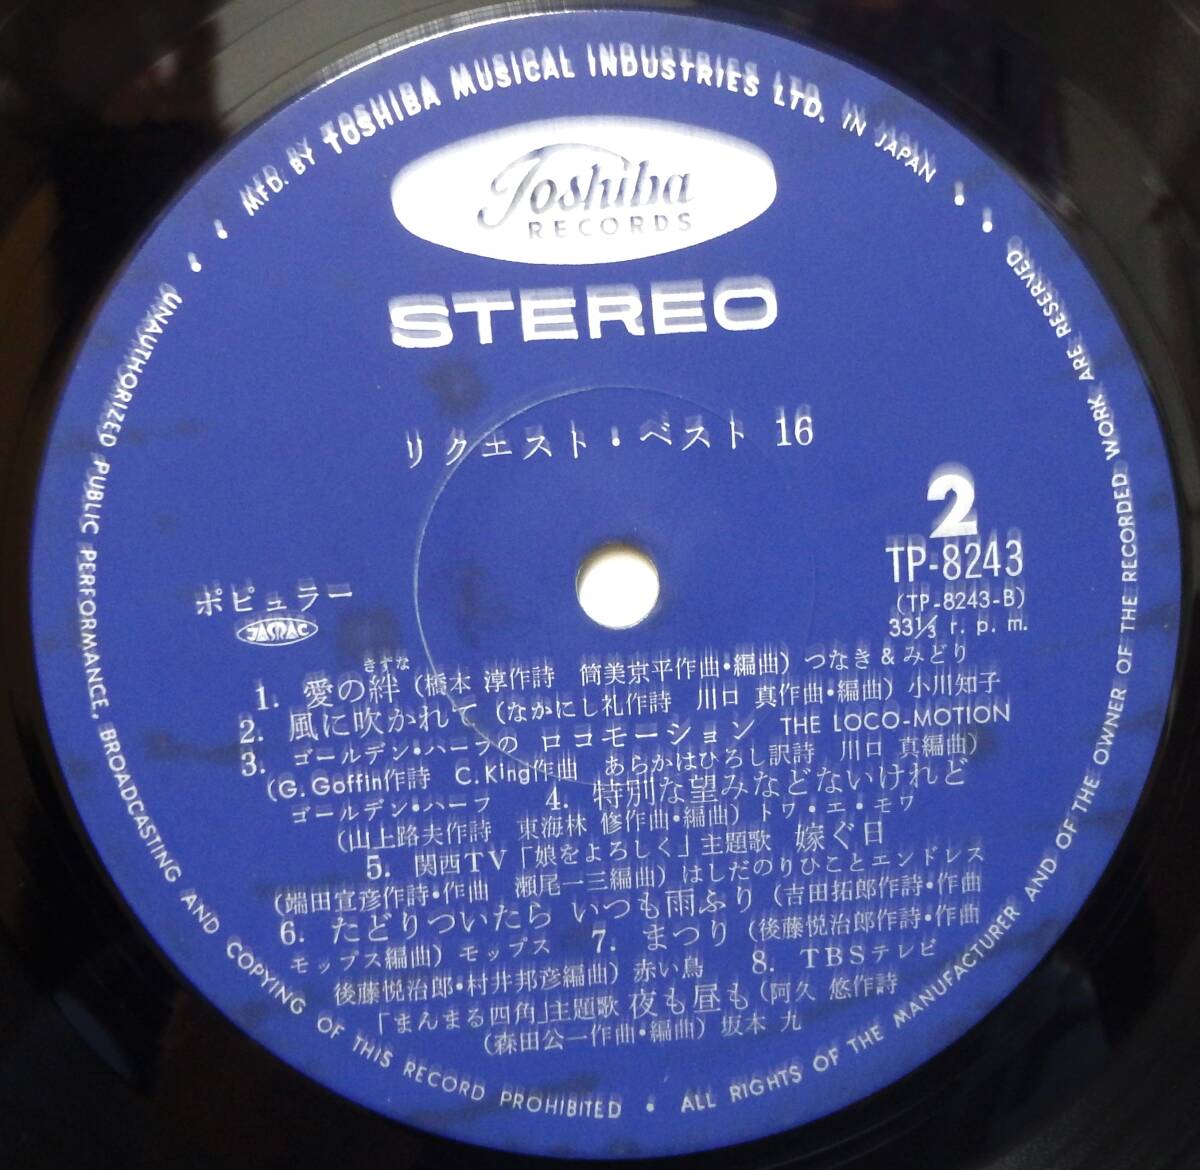 MFD. BY TOSHIBA MUSICAL INDUSTRIES LTD. IN JAPAN
Toshiba
RECORDS
STEREO
リクエスト・ベスト 16
2
TP-8243
(TP-8243-B)
33⅓ r. p. m.
ポピュラー
JASRAC
きずな
1. 愛の絆 (橋本 淳作詩 筒美京平作曲・編曲) つなき & みどり
2. 風に吹かれて (なかにし礼作詩 川口 真作曲・編曲) 小川知子
3. ゴールデン・ハーフの ロコモーション THE LOCO-MOTION
(G. Goffin作詩 C. King作曲 あらかはひろし訳詩 川口 真編曲)
ゴールデン・ハーフ 4. 特別な望みなどないけれど
(山上路夫作詩 東海林 修作曲・編曲) トワ・エ・モワ
5. 関西TV「娘をよろしく」主題歌 嫁ぐ日
(端田宣彦作詩・作曲 瀬尾一三編曲) はしだのりひことエンドレス
6. たどりついたら いつも雨ふり (吉田拓郎作詩・作曲
モップス編曲) モップス 7. まつり (後藤悦治郎作詩・作曲
後藤悦治郎・村井邦彦編曲) 赤い鳥 8. TBSテレビ
「まんまる四角」主題歌 夜も昼も (阿久 悠作詩
(森田公一作曲・編曲) 坂本 九
UNAUTHORIZED PUBLIC PERFORMANCE, BROADCASTING AND COPYING OF THIS RECORD PROHIBITED • ALL RIGHTS OF THE MANUFACTURER AND OF THE OWNER OF THE RECORDED WORK ARE RESERVED